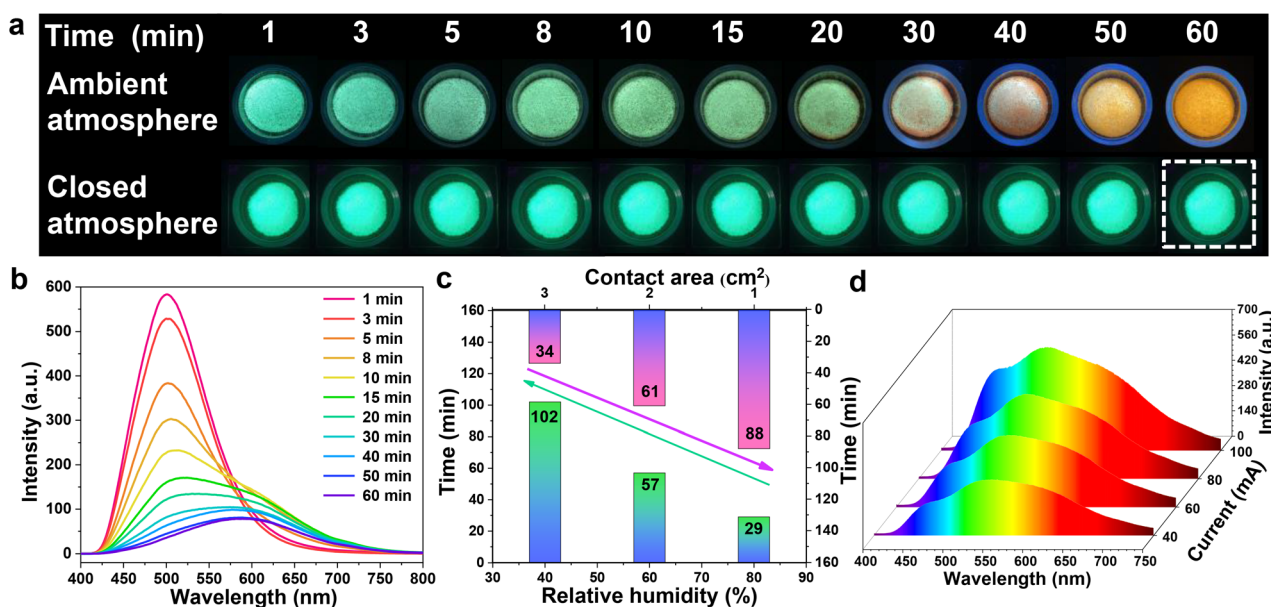 a
Time (min) 1 3 5 8 10 15 20 30 40 50 60
Ambient
atmosphere
Closed
atmosphere
b
600
500
400
300
200
100
0
Intensity (a.u.)
400 450 500 550 600 650 700 750 800
Wavelength (nm)
1 min
3 min
5 min
8 min
10 min
15 min
20 min
30 min
40 min
50 min
60 min
c
Contact area (cm²)
3 2 1
160
140
120
100
80
60
40
20
0
Time (min)
34
61
88
102
57
29
0
20
40
60
80
100
120
140
160
Time (min)
30 40 50 60 70 80 90
Relative humidity (%)
d
700
560
420
280
140
0
Intensity (a.u.)
100
80
60
40
Current (mA)
400 450 500 550 600 650 700 750
Wavelength (nm)